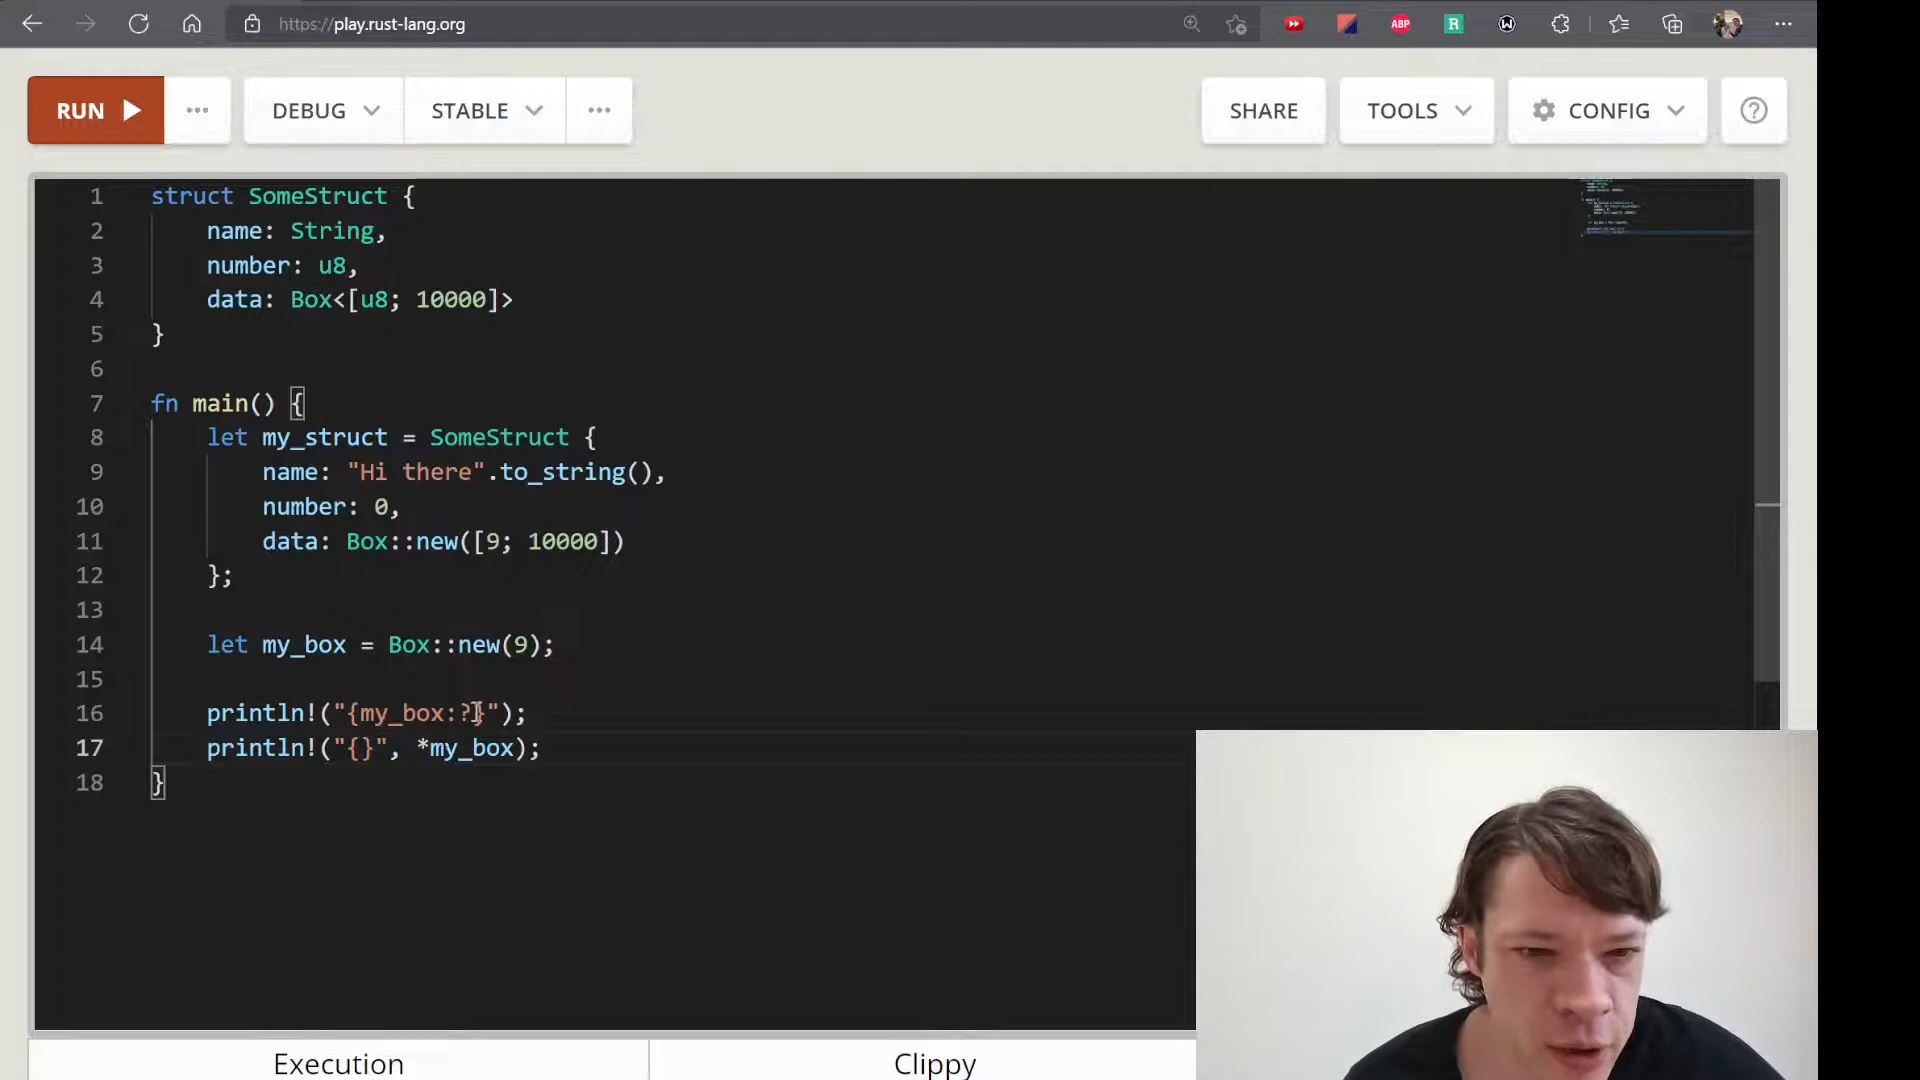 https://play.rust-lang.org
ABP
R
W
RUN
...
DEBUG
STABLE
...
SHARE
TOOLS
CONFIG
?
...
1 struct SomeStruct {
2 name: String,
3 number: u8,
4 data: Box<[u8; 10000]>
5 }
6
7 fn main() {
8 let my_struct = SomeStruct {
9 name: "Hi there".to_string(),
10 number: 0,
11 data: Box::new([9; 10000])
12 };
13
14 let my_box = Box::new(9);
15
16 println!("{my_box:?}");
17 println!("{}", *my_box);
18 }
Execution
Clippy